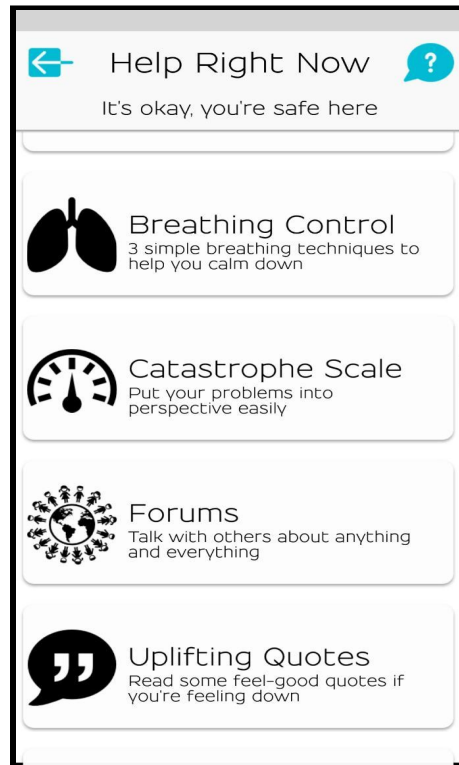 Help Right Now
?
It's okay, you're safe here
Breathing Control
3 simple breathing techniques to
help you calm down
Catastrophe Scale
Put your problems into
perspective easily
Forums
Talk with others about anything
and everything
Uplifting Quotes
Read some feel-good quotes if
you're feeling down